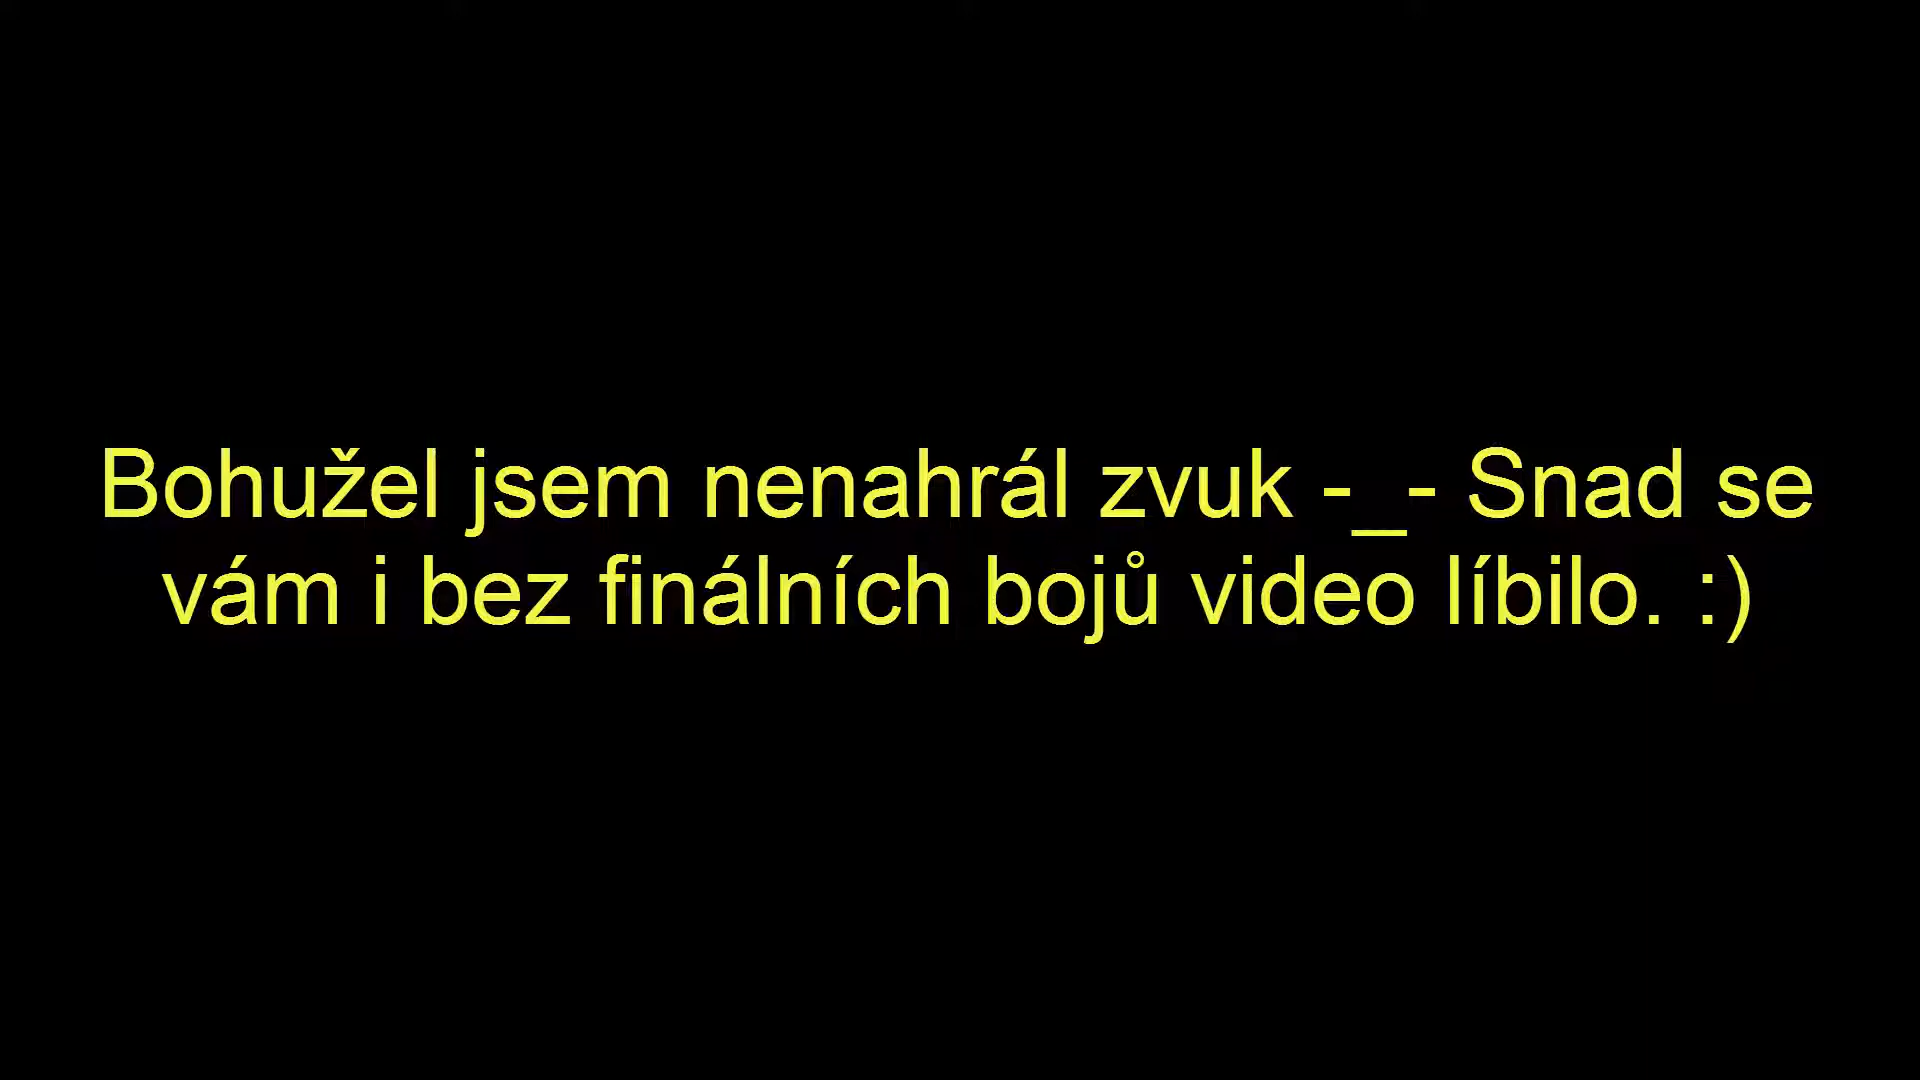 Bohužel jsem nenahrál zvuk -_- Snad se
vám i bez finálních bojů video líbilo. :)